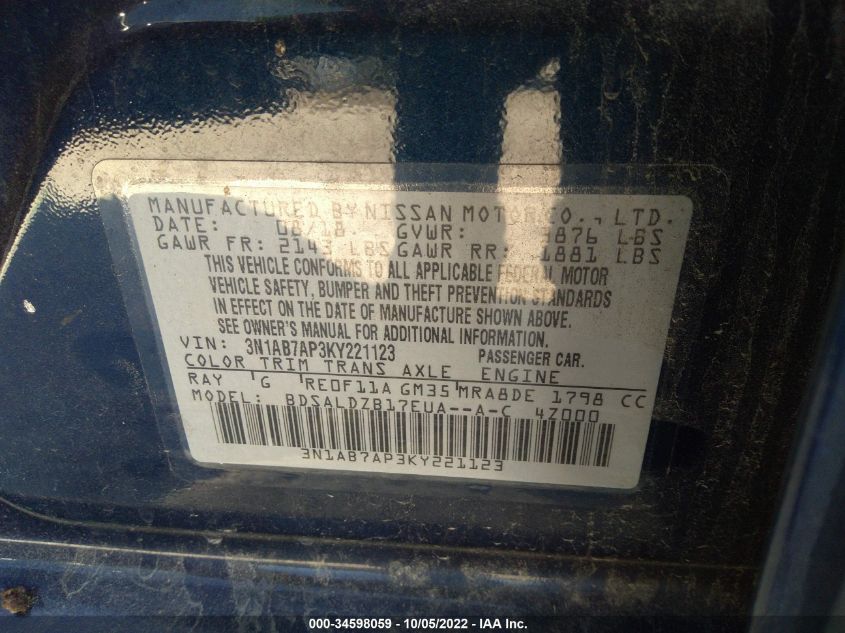 MANUFACTURED BY NISSAN MOTOR CO., LTD.
DATE: 08/18 GVWR: 3876 LBS
GAWR FR: 2143 LBS GAWR RR: 1881 LBS
THIS VEHICLE CONFORMS TO ALL APPLICABLE FEDERAL MOTOR
VEHICLE SAFETY, BUMPER AND THEFT PREVENTION STANDARDS
IN EFFECT ON THE DATE OF MANUFACTURE SHOWN ABOVE.
SEE OWNER'S MANUAL FOR ADDITIONAL INFORMATION.
VIN: 3N1AB7AP3KY221123 PASSENGER CAR.
COLOR TRIM TRANS AXLE ENGINE
RAY G RE0F11A GM35 MRA8DE 1798 CC
MODEL: BDSALDZB17EUA--A-C 4Z000
3N1AB7AP3KY221123
000-34598059 - 10/05/2022 - IAA Inc.